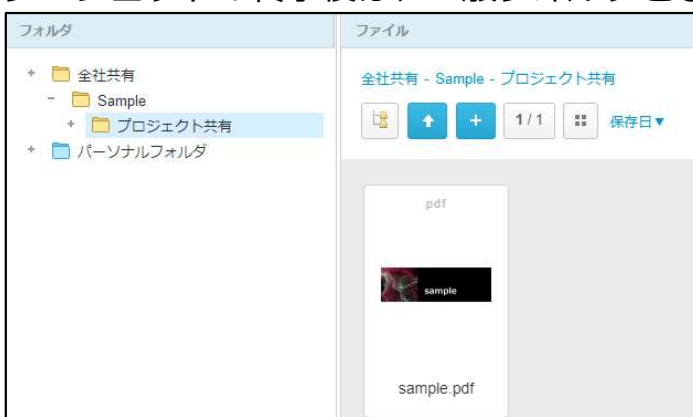 フォルダ
ファイル
+ 全社共有
- Sample
+ プロジェクト共有
+ パーソナルフォルダ
全社共有 - Sample - プロジェクト共有
1 / 1
保存日▼
pdf
sample
sample.pdf